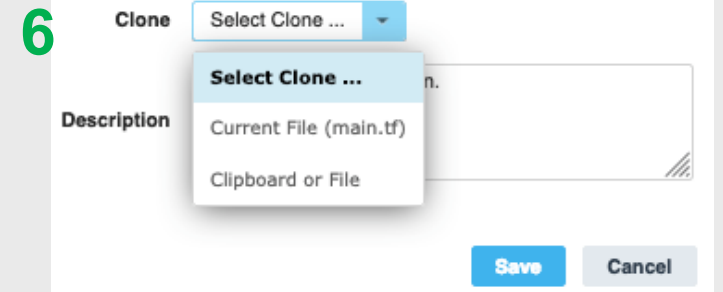 6
Clone Select Clone ...
Select Clone ...
n.
Description
Current File (main.tf)
Clipboard or File
Save Cancel